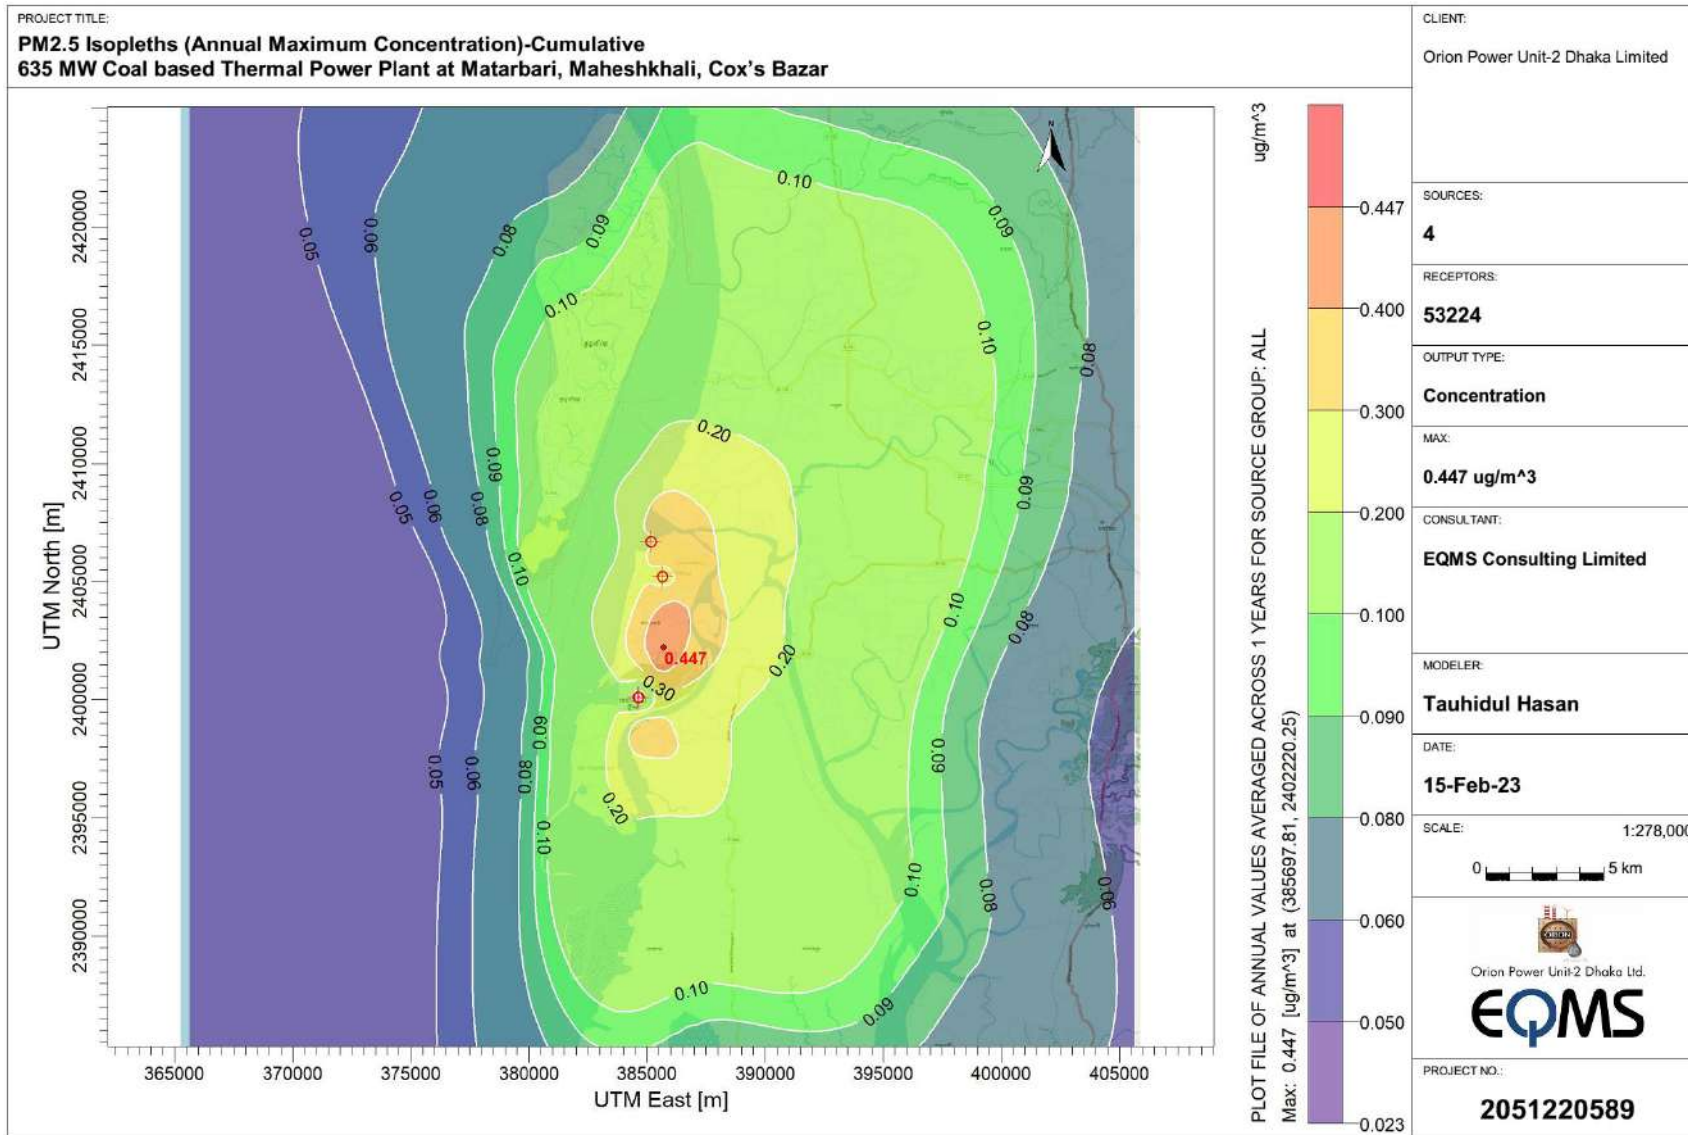 PROJECT TITLE:
PM2.5 Isopleths (Annual Maximum Concentration)-Cumulative
635 MW Coal based Thermal Power Plant at Matarbari, Maheshkhali, Cox's Bazar
CLIENT:
Orion Power Unit-2 Dhaka Limited
SOURCES:
4
RECEPTORS:
53224
OUTPUT TYPE:
Concentration
MAX:
0.447 ug/m^3
CONSULTANT:
EQMS Consulting Limited
MODELER:
Tauhidul Hasan
DATE:
15-Feb-23
SCALE:
1:278,000
0 5 km
ORION
Orion Power Unit-2 Dhaka Ltd.
EQMS
PROJECT NO.:
2051220589
UTM North [m]
2420000
2415000
2410000
2405000
2400000
2395000
2390000
365000 370000 375000 380000 385000 390000 395000 400000 405000
UTM East [m]
N
0.05
0.06
0.08
0.09
0.10
0.10
0.09
0.10
0.08
0.20
0.05
0.06
0.08
0.09
0.10
0.09
0.10
0.08
0.447
0.30
0.20
0.05
0.06
0.08
0.09
0.10
0.20
0.09
0.10
0.08
0.06
0.10
0.09
PLOT FILE OF ANNUAL VALUES AVERAGED ACROSS 1 YEARS FOR SOURCE GROUP: ALL
Max: 0.447 [ug/m^3] at (385697.81, 2402220.25)
ug/m^3
0.447
0.400
0.300
0.200
0.100
0.090
0.080
0.060
0.050
0.023